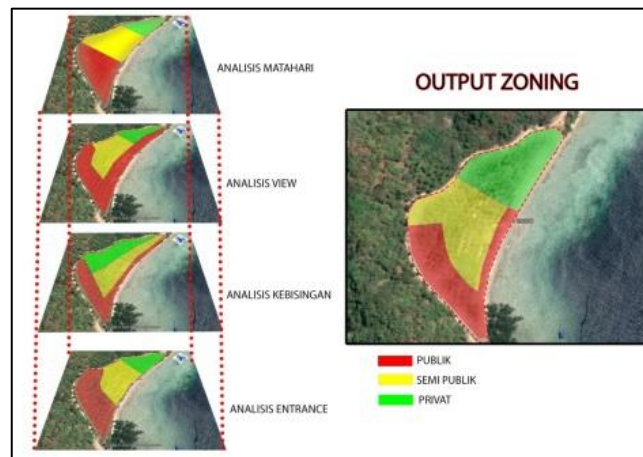 ANALISIS MATAHARI
ANALISIS VIEW
ANALISIS KEBISINGAN
ANALISIS ENTRANCE
OUTPUT ZONING
PUBLIK
SEMI PUBLIK
PRIVAT